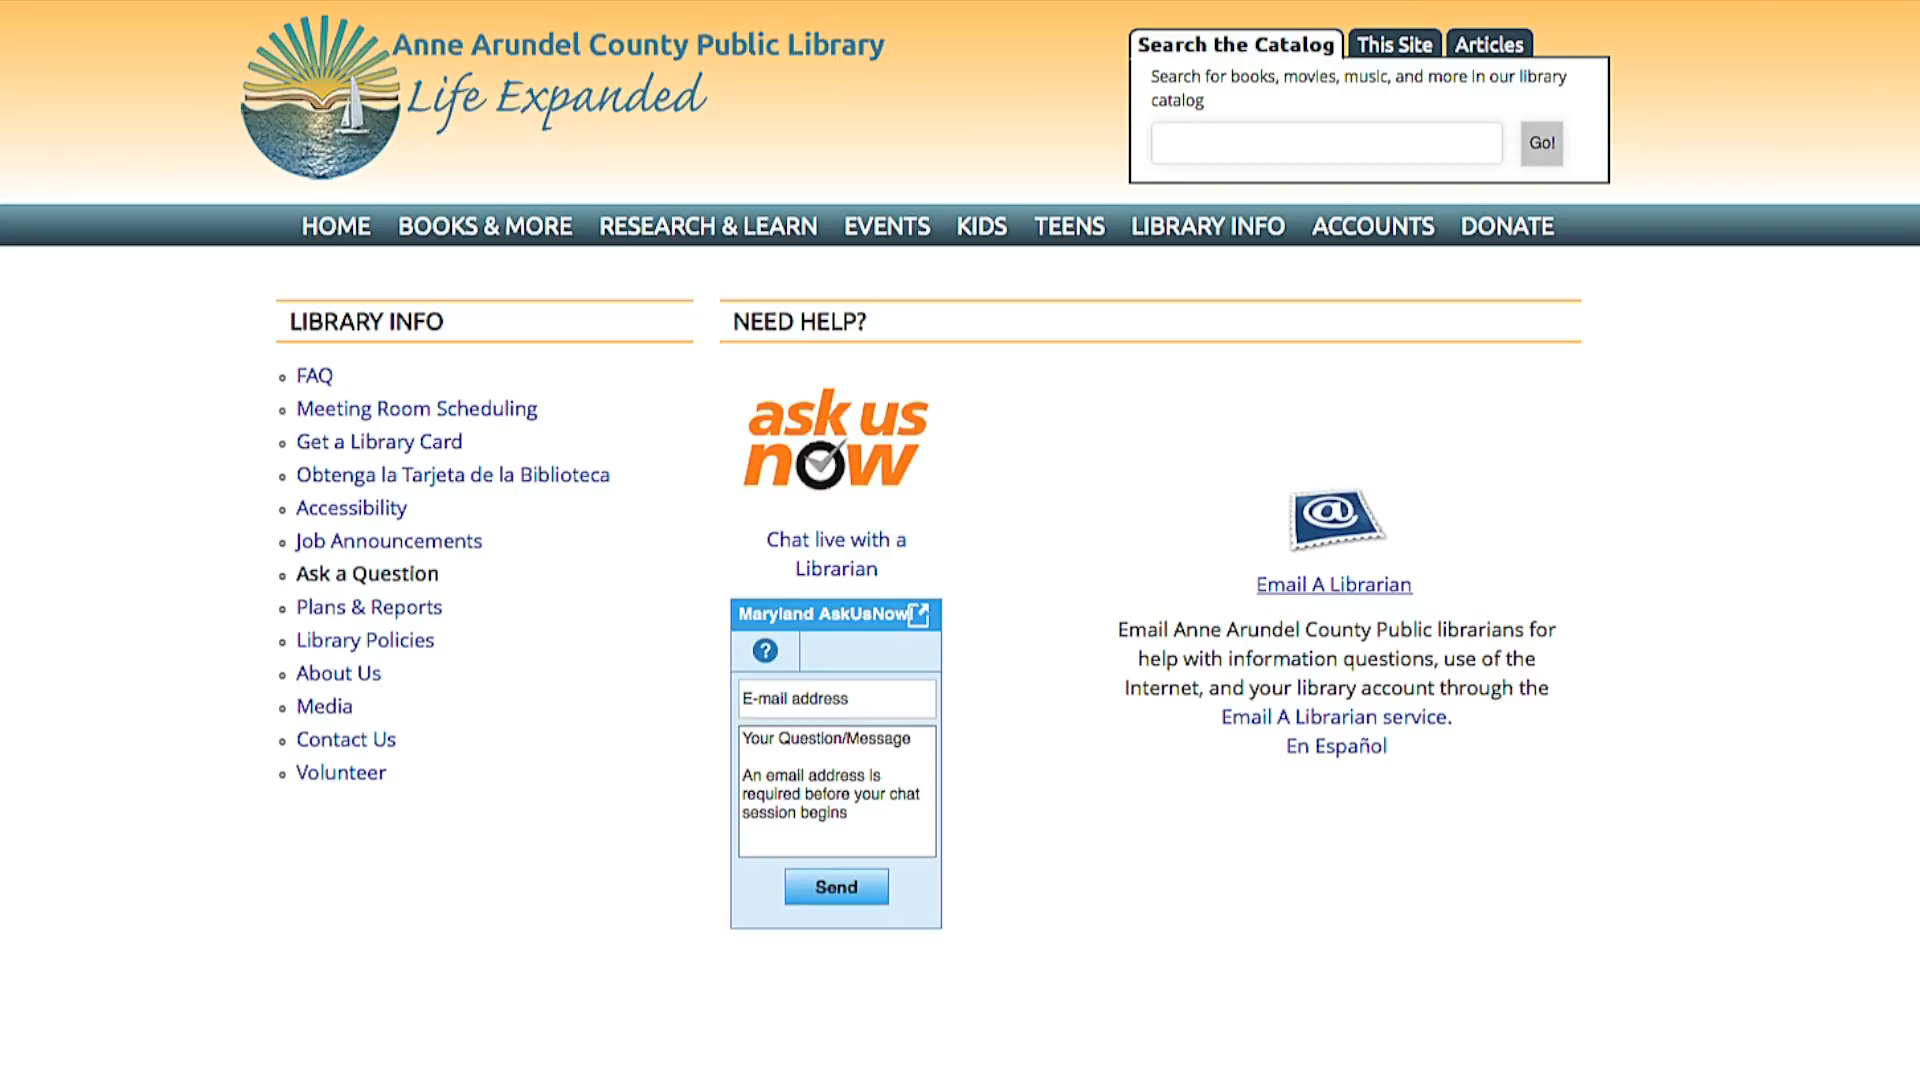 Anne Arundel County Public Library
Life Expanded
Search the Catalog
This Site
Articles
Search for books, movies, music, and more in our library
catalog
Go!
HOME
BOOKS & MORE
RESEARCH & LEARN
EVENTS
KIDS
TEENS
LIBRARY INFO
ACCOUNTS
DONATE
LIBRARY INFO
FAQ
Meeting Room Scheduling
Get a Library Card
Obtenga la Tarjeta de la Biblioteca
Accessibility
Job Announcements
Ask a Question
Plans & Reports
Library Policies
About Us
Media
Contact Us
Volunteer
NEED HELP?
ask us
now
Chat live with a
Librarian
Maryland AskUsNow
?
E-mail address
Your Question/Message
An email address is
required before your chat
session begins
Send
@
Email A Librarian
Email Anne Arundel County Public librarians for
help with information questions, use of the
Internet, and your library account through the
Email A Librarian service.
En Español